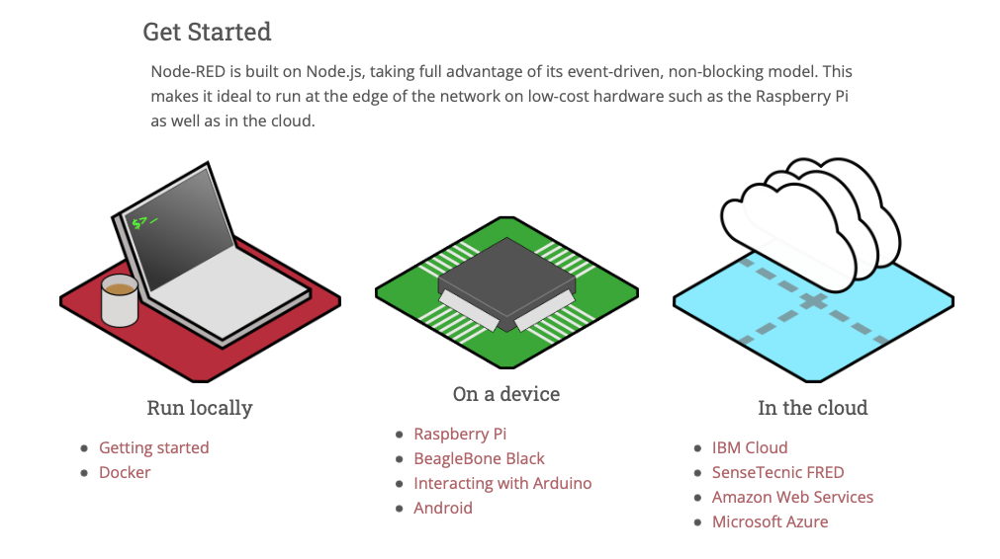 Get Started
Node-RED is built on Node.js, taking full advantage of its event-driven, non-blocking model. This
makes it ideal to run at the edge of the network on low-cost hardware such as the Raspberry Pi
as well as in the cloud.
$7_
Run locally
Getting started
Docker
On a device
Raspberry Pi
BeagleBone Black
Interacting with Arduino
Android
In the cloud
IBM Cloud
SenseTecnic FRED
Amazon Web Services
Microsoft Azure